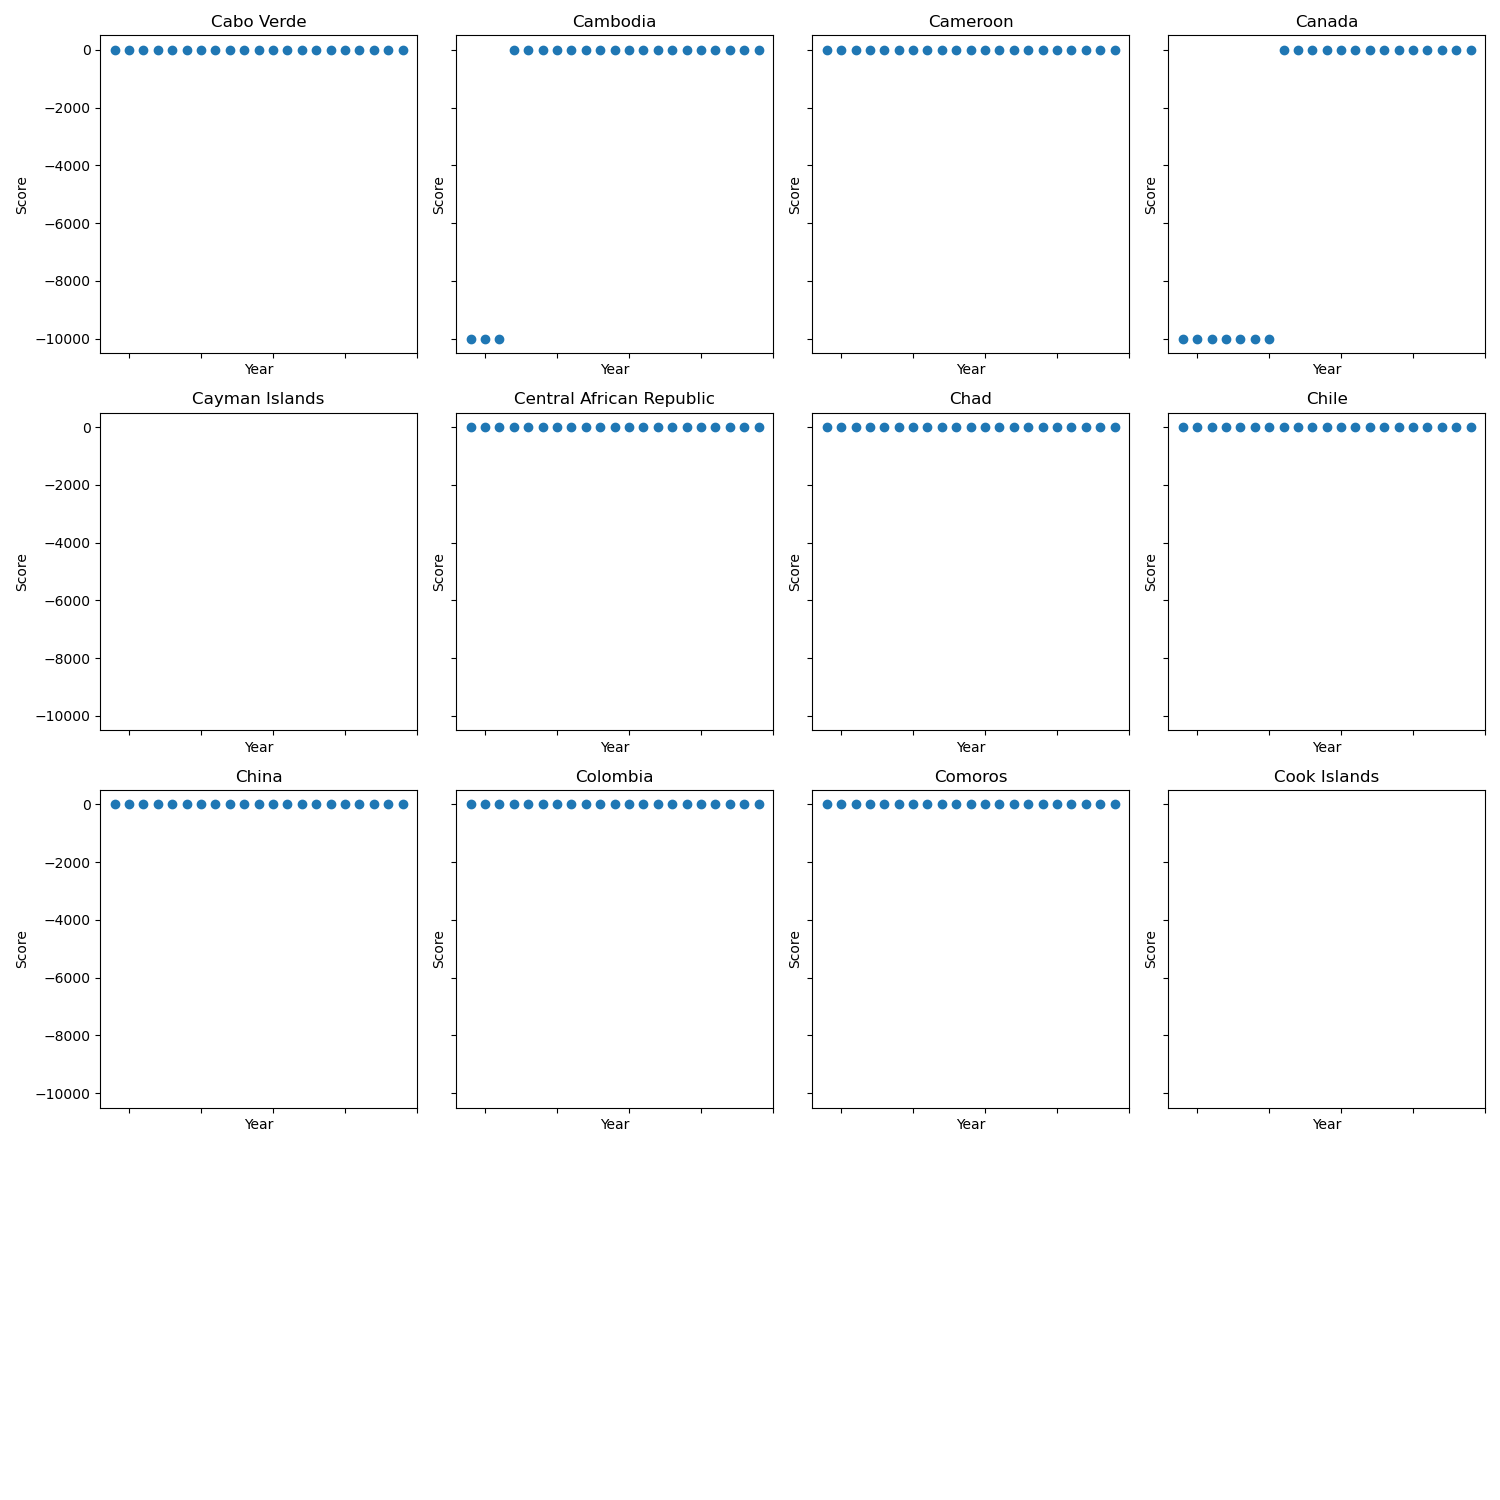 Cabo Verde Cambodia Cameroon Canada
0
−2000
−4000
−6000
−8000
−10000
Score Score Score Score
Year Year Year Year
Cayman Islands Central African Republic Chad Chile
0
−2000
−4000
−6000
−8000
−10000
Score Score Score Score
Year Year Year Year
China Colombia Comoros Cook Islands
0
−2000
−4000
−6000
−8000
−10000
Score Score Score Score
Year Year Year Year